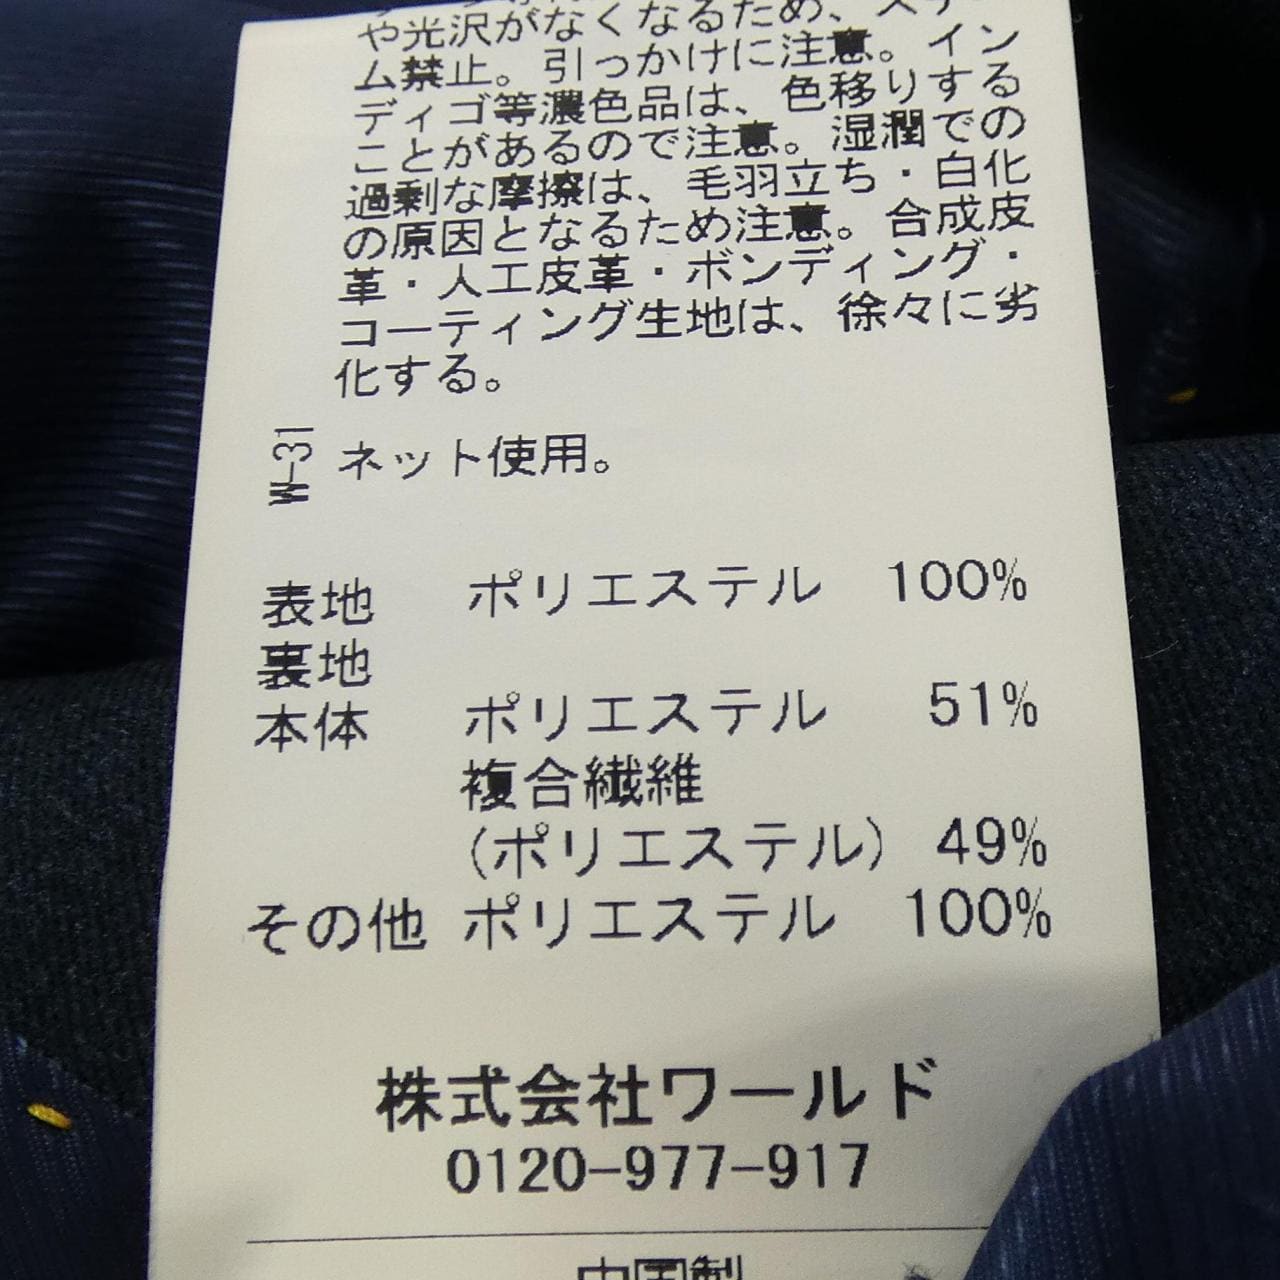 や光沢がなくなるため、スチー
ム禁止。引っかけに注意。イン
ディゴ等濃色品は、色移りする
ことがあるので注意。湿潤での
過剰な摩擦は、毛羽立ち・白化
の原因となるため注意。合成皮
革・人工皮革・ボンディング・
コーティング生地は、徐々に劣
化する。
W-31 ネット使用。
表地 ポリエステル 100%
裏地
本体 ポリエステル 51%
複合繊維
(ポリエステル) 49%
その他 ポリエステル 100%
株式会社ワールド
0120-977-917
中国製